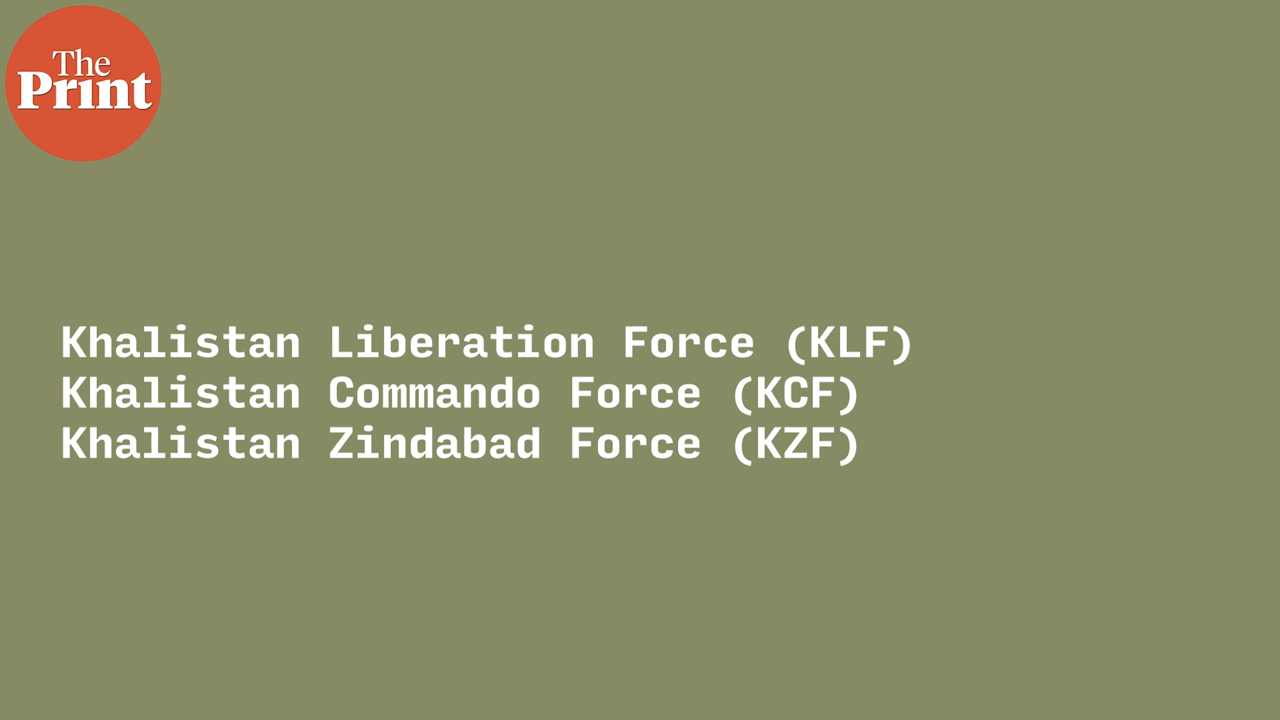 The
Print
Khalistan Liberation Force (KLF)
Khalistan Commando Force (KCF)
Khalistan Zindabad Force (KZF)